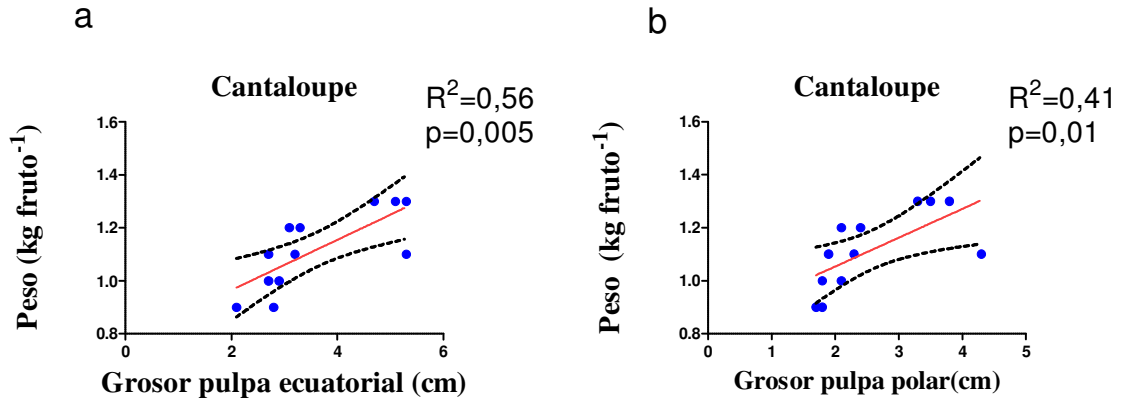 a
Cantaloupe
R²=0,56
p=0,005
Peso (kg fruto⁻¹)
1.6
1.4
1.2
1.0
0.8
0 2 4 6
Grosor pulpa ecuatorial (cm)
b
Cantaloupe
R²=0,41
p=0,01
Peso (kg fruto⁻¹)
1.6
1.4
1.2
1.0
0.8
0 1 2 3 4 5
Grosor pulpa polar(cm)